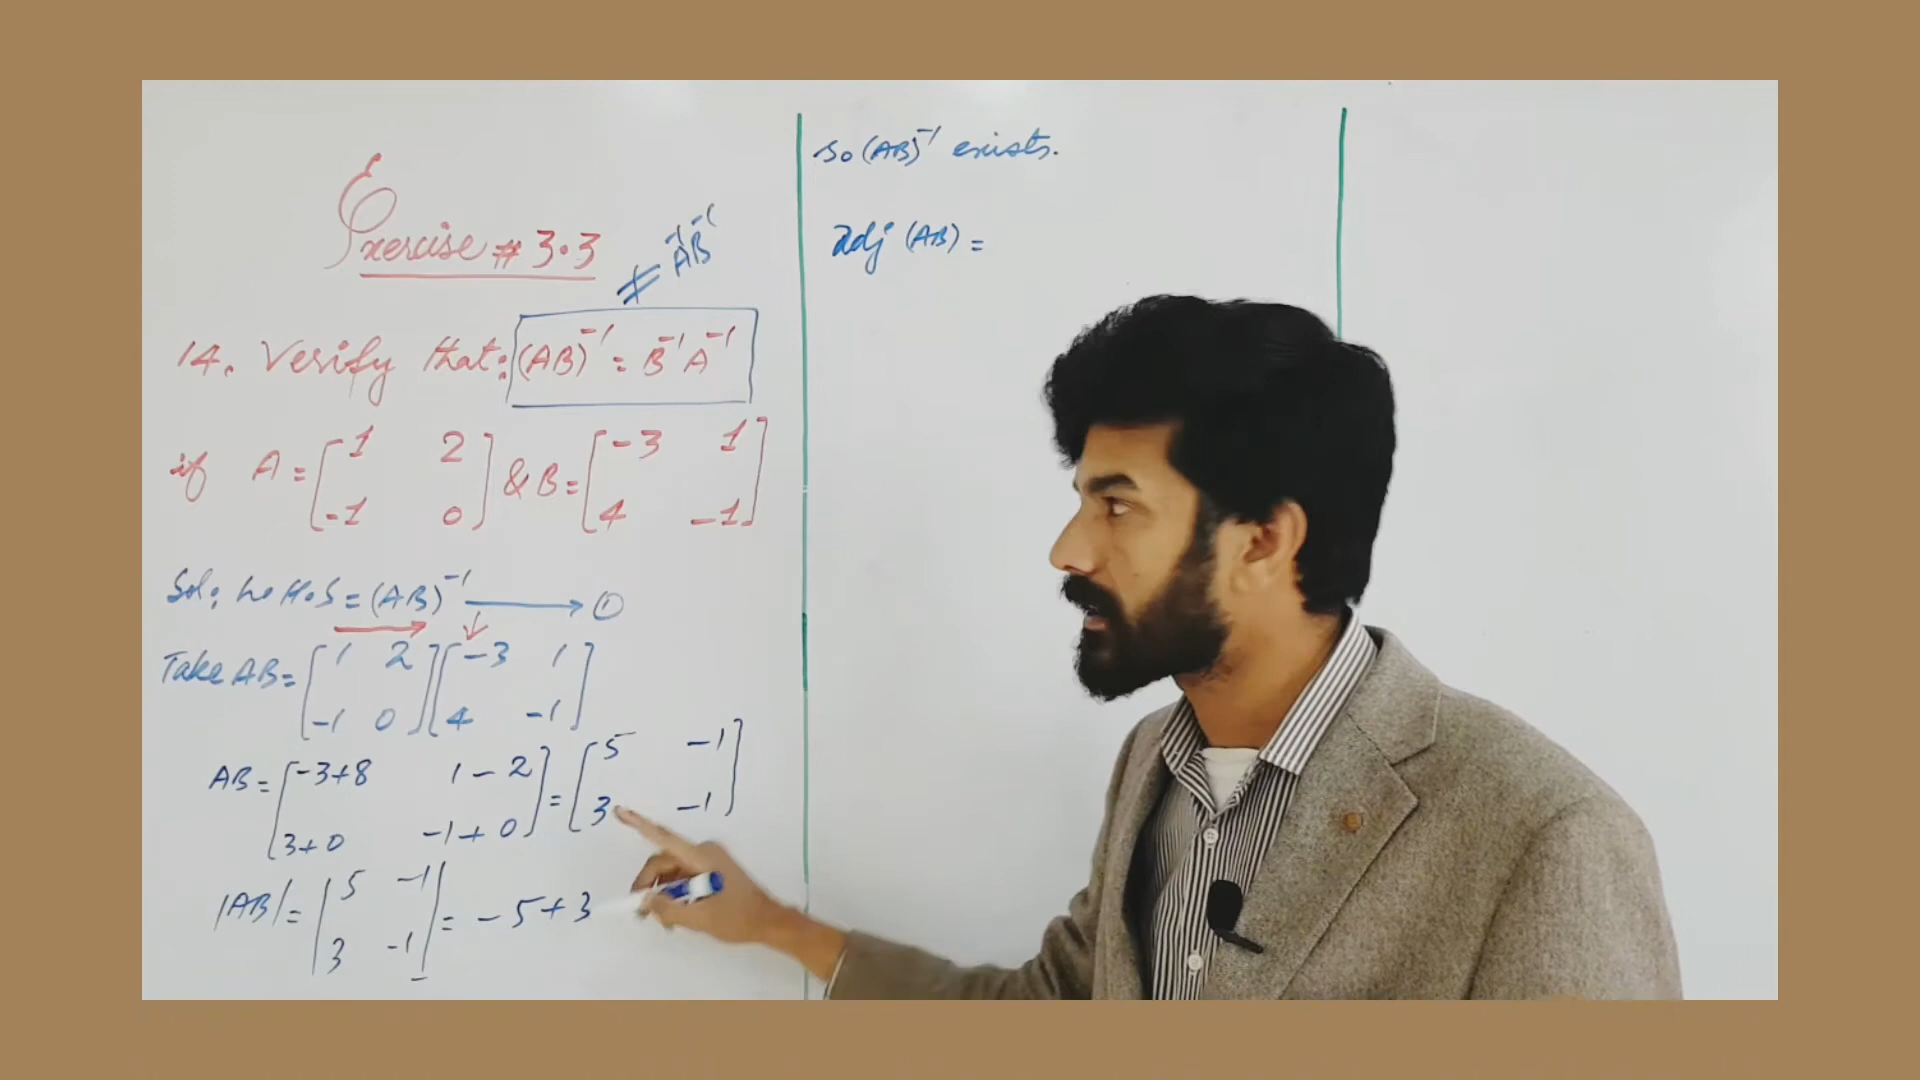 Exercise # 3.3
≠ A⁻¹B⁻¹
14. Verify that: (AB)⁻¹ = B⁻¹A⁻¹
if A = [1 2
-1 0] & B = [-3 1
4 -1]
Sol: L.H.S = (AB)⁻¹ → ①
Take AB = [1 2
-1 0] [-3 1
4 -1]
AB = [-3+8 1-2
3+0 -1+0] = [5 -1
3 -1]
|AB| = |5 -1
3 -1| = -5+3
So (AB)⁻¹ exists.
Adj (AB) =